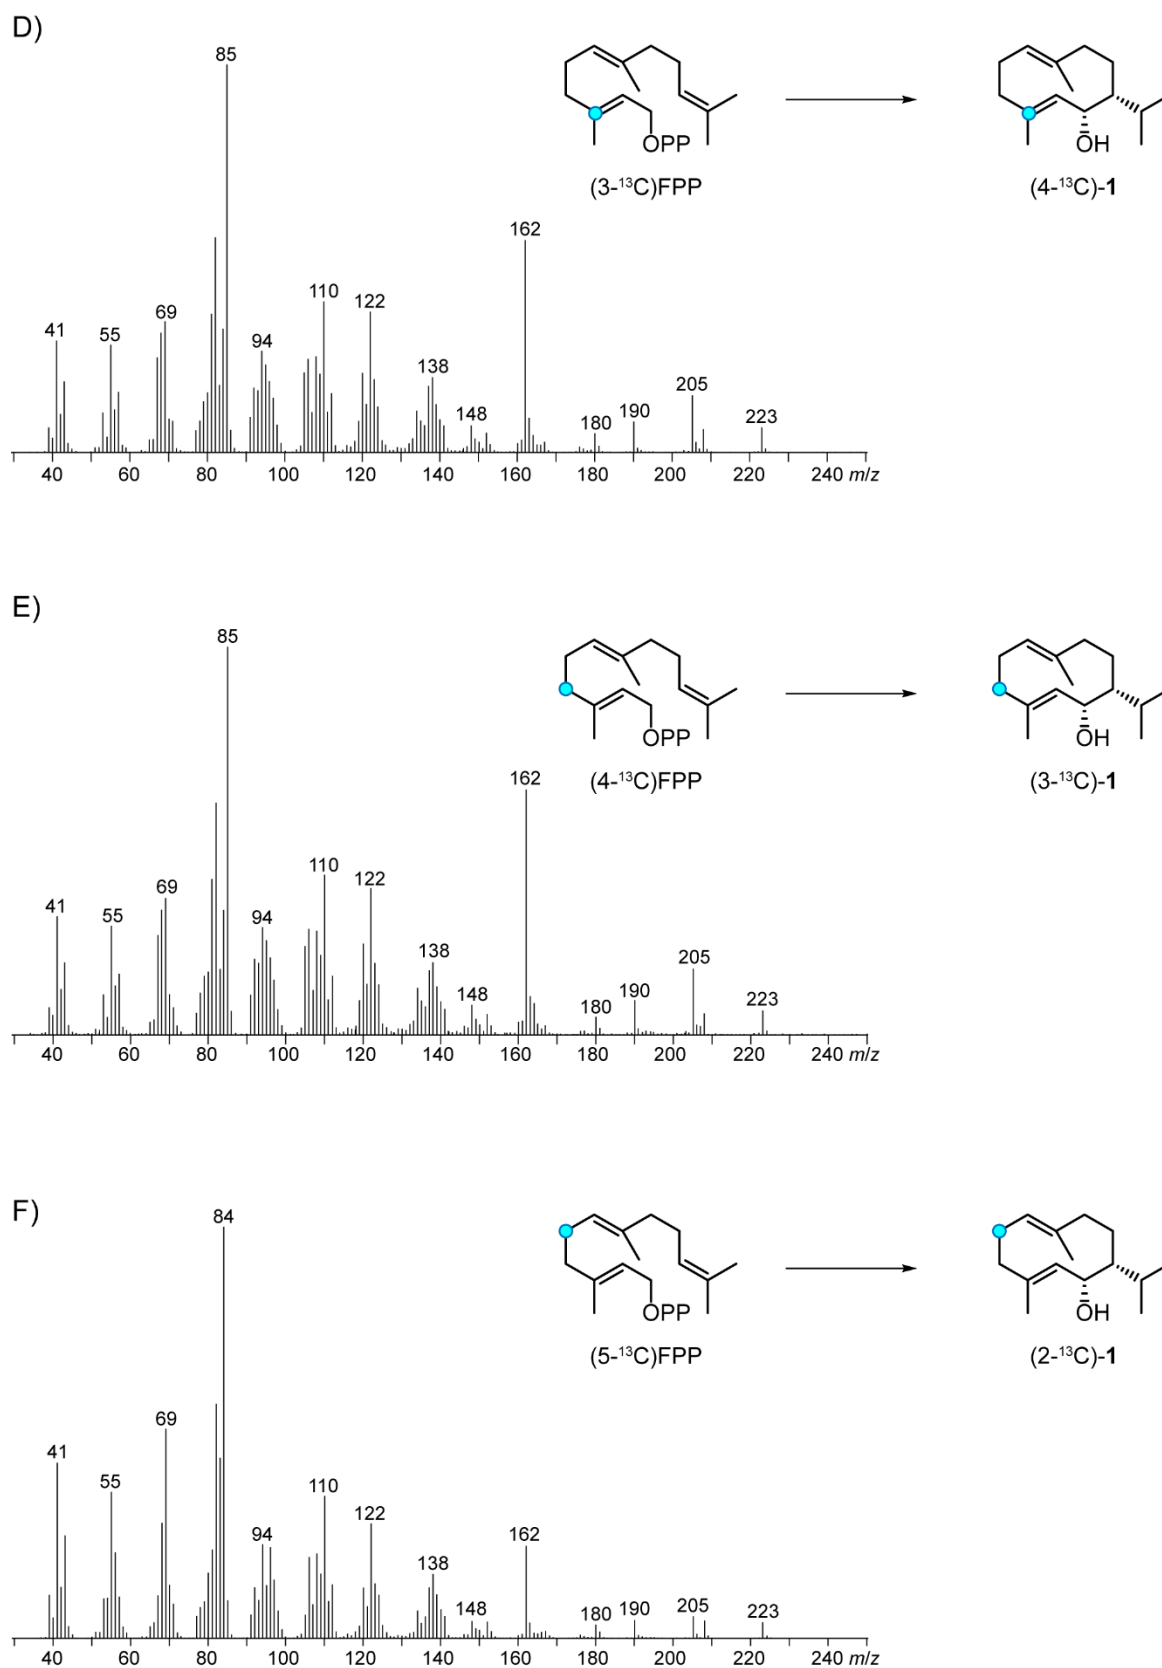 D)
85
162
110
122
69
41
55
94
138
205
148
180
190
223
40 60 80 100 120 140 160 180 200 220 240 m/z
OPP
OH
(3-¹³C)FPP
(4-¹³C)-1
E)
85
162
110
122
69
41
55
94
138
205
148
180
190
223
40 60 80 100 120 140 160 180 200 220 240 m/z
OPP
OH
(4-¹³C)FPP
(3-¹³C)-1
F)
84
69
41
55
110
122
94
162
138
148
180
190
205
223
40 60 80 100 120 140 160 180 200 220 240 m/z
OPP
OH
(5-¹³C)FPP
(2-¹³C)-1